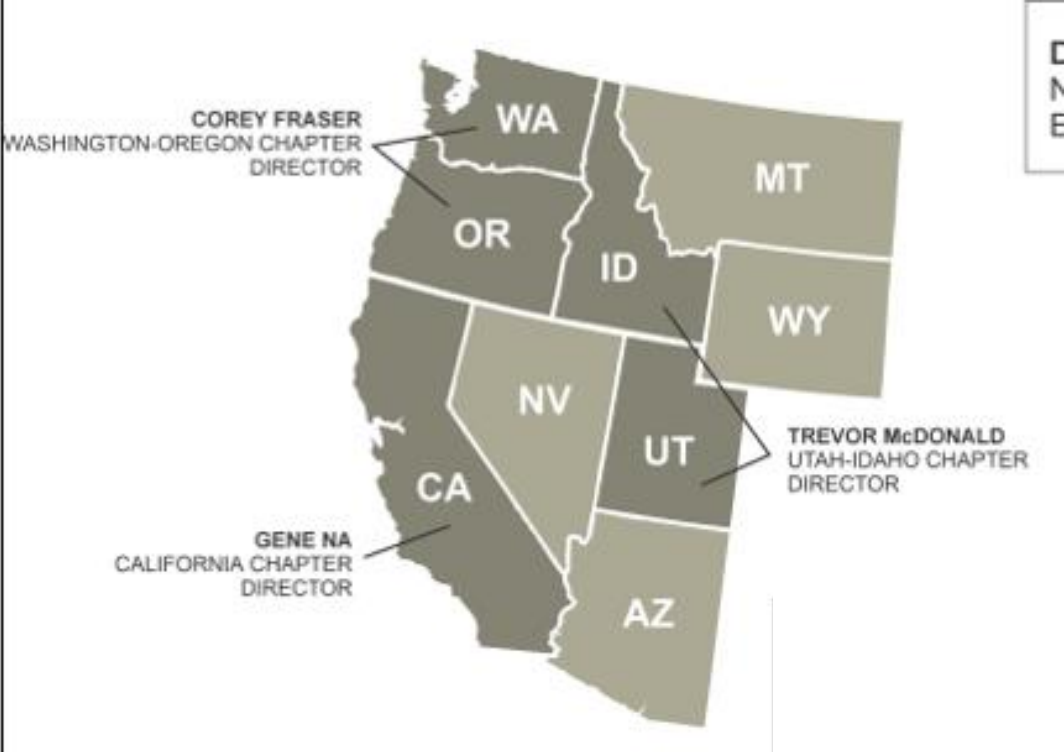 COREY FRASER
WASHINGTON-OREGON CHAPTER
DIRECTOR
WA
OR
ID
MT
WY
NV
UT
CA
AZ
TREVOR McDONALD
UTAH-IDAHO CHAPTER
DIRECTOR
GENE NA
CALIFORNIA CHAPTER
DIRECTOR